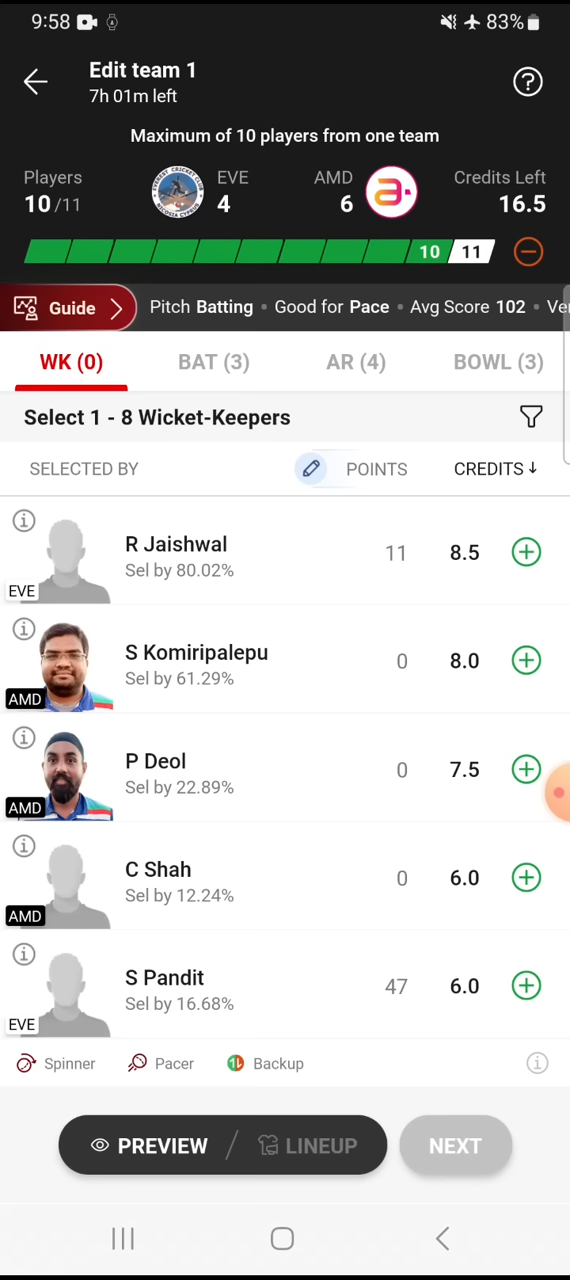 9:58 83%
Edit team 1
7h 01m left
Maximum of 10 players from one team
Players EVE AMD Credits Left
10/11 4 6 16.5
10 11
Guide Pitch Batting • Good for Pace • Avg Score 102 • Ve
WK (0) BAT (3) AR (4) BOWL (3)
Select 1 - 8 Wicket-Keepers
SELECTED BY POINTS CREDITS↓
R Jaishwal 11 8.5
Sel by 80.02%
EVE
S Komiripalepu 0 8.0
Sel by 61.29%
AMD
P Deol 0 7.5
Sel by 22.89%
AMD
C Shah 0 6.0
Sel by 12.24%
AMD
S Pandit 47 6.0
Sel by 16.68%
EVE
Spinner Pacer Backup
PREVIEW / LINEUP NEXT